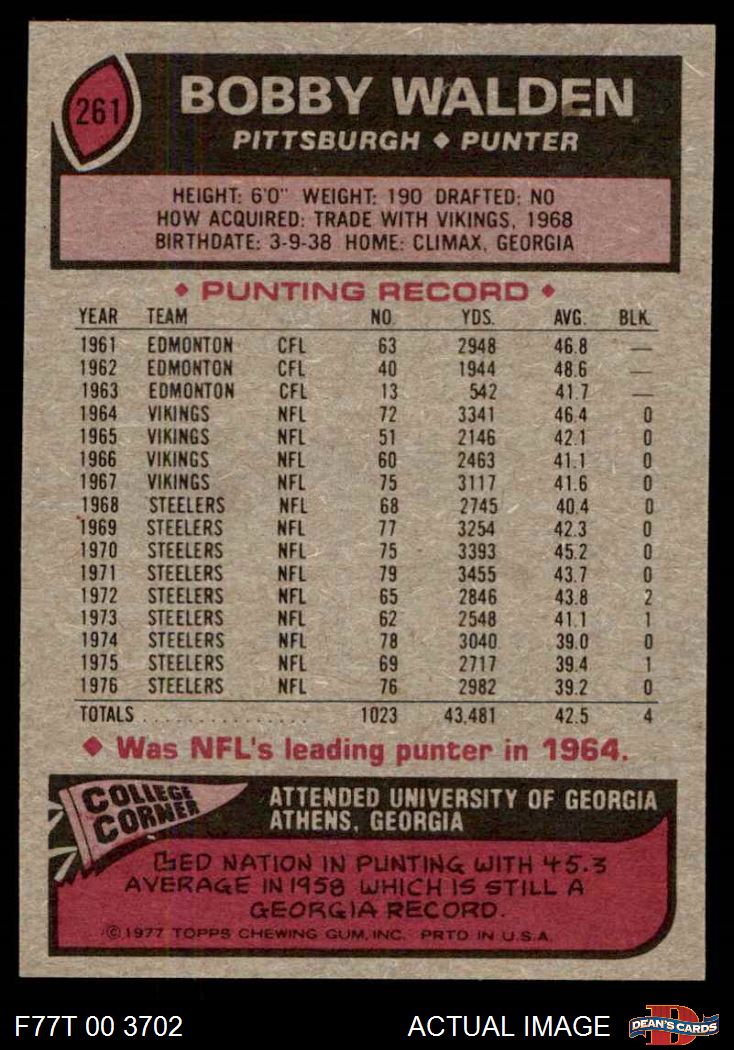 261
BOBBY WALDEN
PITTSBURGH ♦ PUNTER
HEIGHT: 6'0" WEIGHT: 190 DRAFTED: NO
HOW ACQUIRED: TRADE WITH VIKINGS, 1968
BIRTHDATE: 3-9-38 HOME: CLIMAX, GEORGIA
♦ PUNTING RECORD ♦
YEAR TEAM NO. YDS. AVG. BLK.
1961 EDMONTON CFL 63 2948 46.8 —
1962 EDMONTON CFL 40 1944 48.6 —
1963 EDMONTON CFL 13 542 41.7 —
1964 VIKINGS NFL 72 3341 46.4 0
1965 VIKINGS NFL 51 2146 42.1 0
1966 VIKINGS NFL 60 2463 41.1 0
1967 VIKINGS NFL 75 3117 41.6 0
1968 STEELERS NFL 68 2745 40.4 0
1969 STEELERS NFL 77 3254 42.3 0
1970 STEELERS NFL 75 3393 45.2 0
1971 STEELERS NFL 79 3455 43.7 0
1972 STEELERS NFL 65 2846 43.8 2
1973 STEELERS NFL 62 2548 41.1 1
1974 STEELERS NFL 78 3040 39.0 0
1975 STEELERS NFL 69 2717 39.4 1
1976 STEELERS NFL 76 2982 39.2 0
TOTALS . . . . . . . . . . . . . . . . 1023 43,481 42.5 4
♦ Was NFL's leading punter in 1964.
COLLEGE
CORNER
ATTENDED UNIVERSITY OF GEORGIA
ATHENS, GEORGIA
LED NATION IN PUNTING WITH 45.3
AVERAGE IN 1958 WHICH IS STILL A
GEORGIA RECORD.
© 1977 TOPPS CHEWING GUM, INC. PRTD IN U.S.A.
F77T 00 3702
ACTUAL IMAGE
D
DEAN'S CARDS